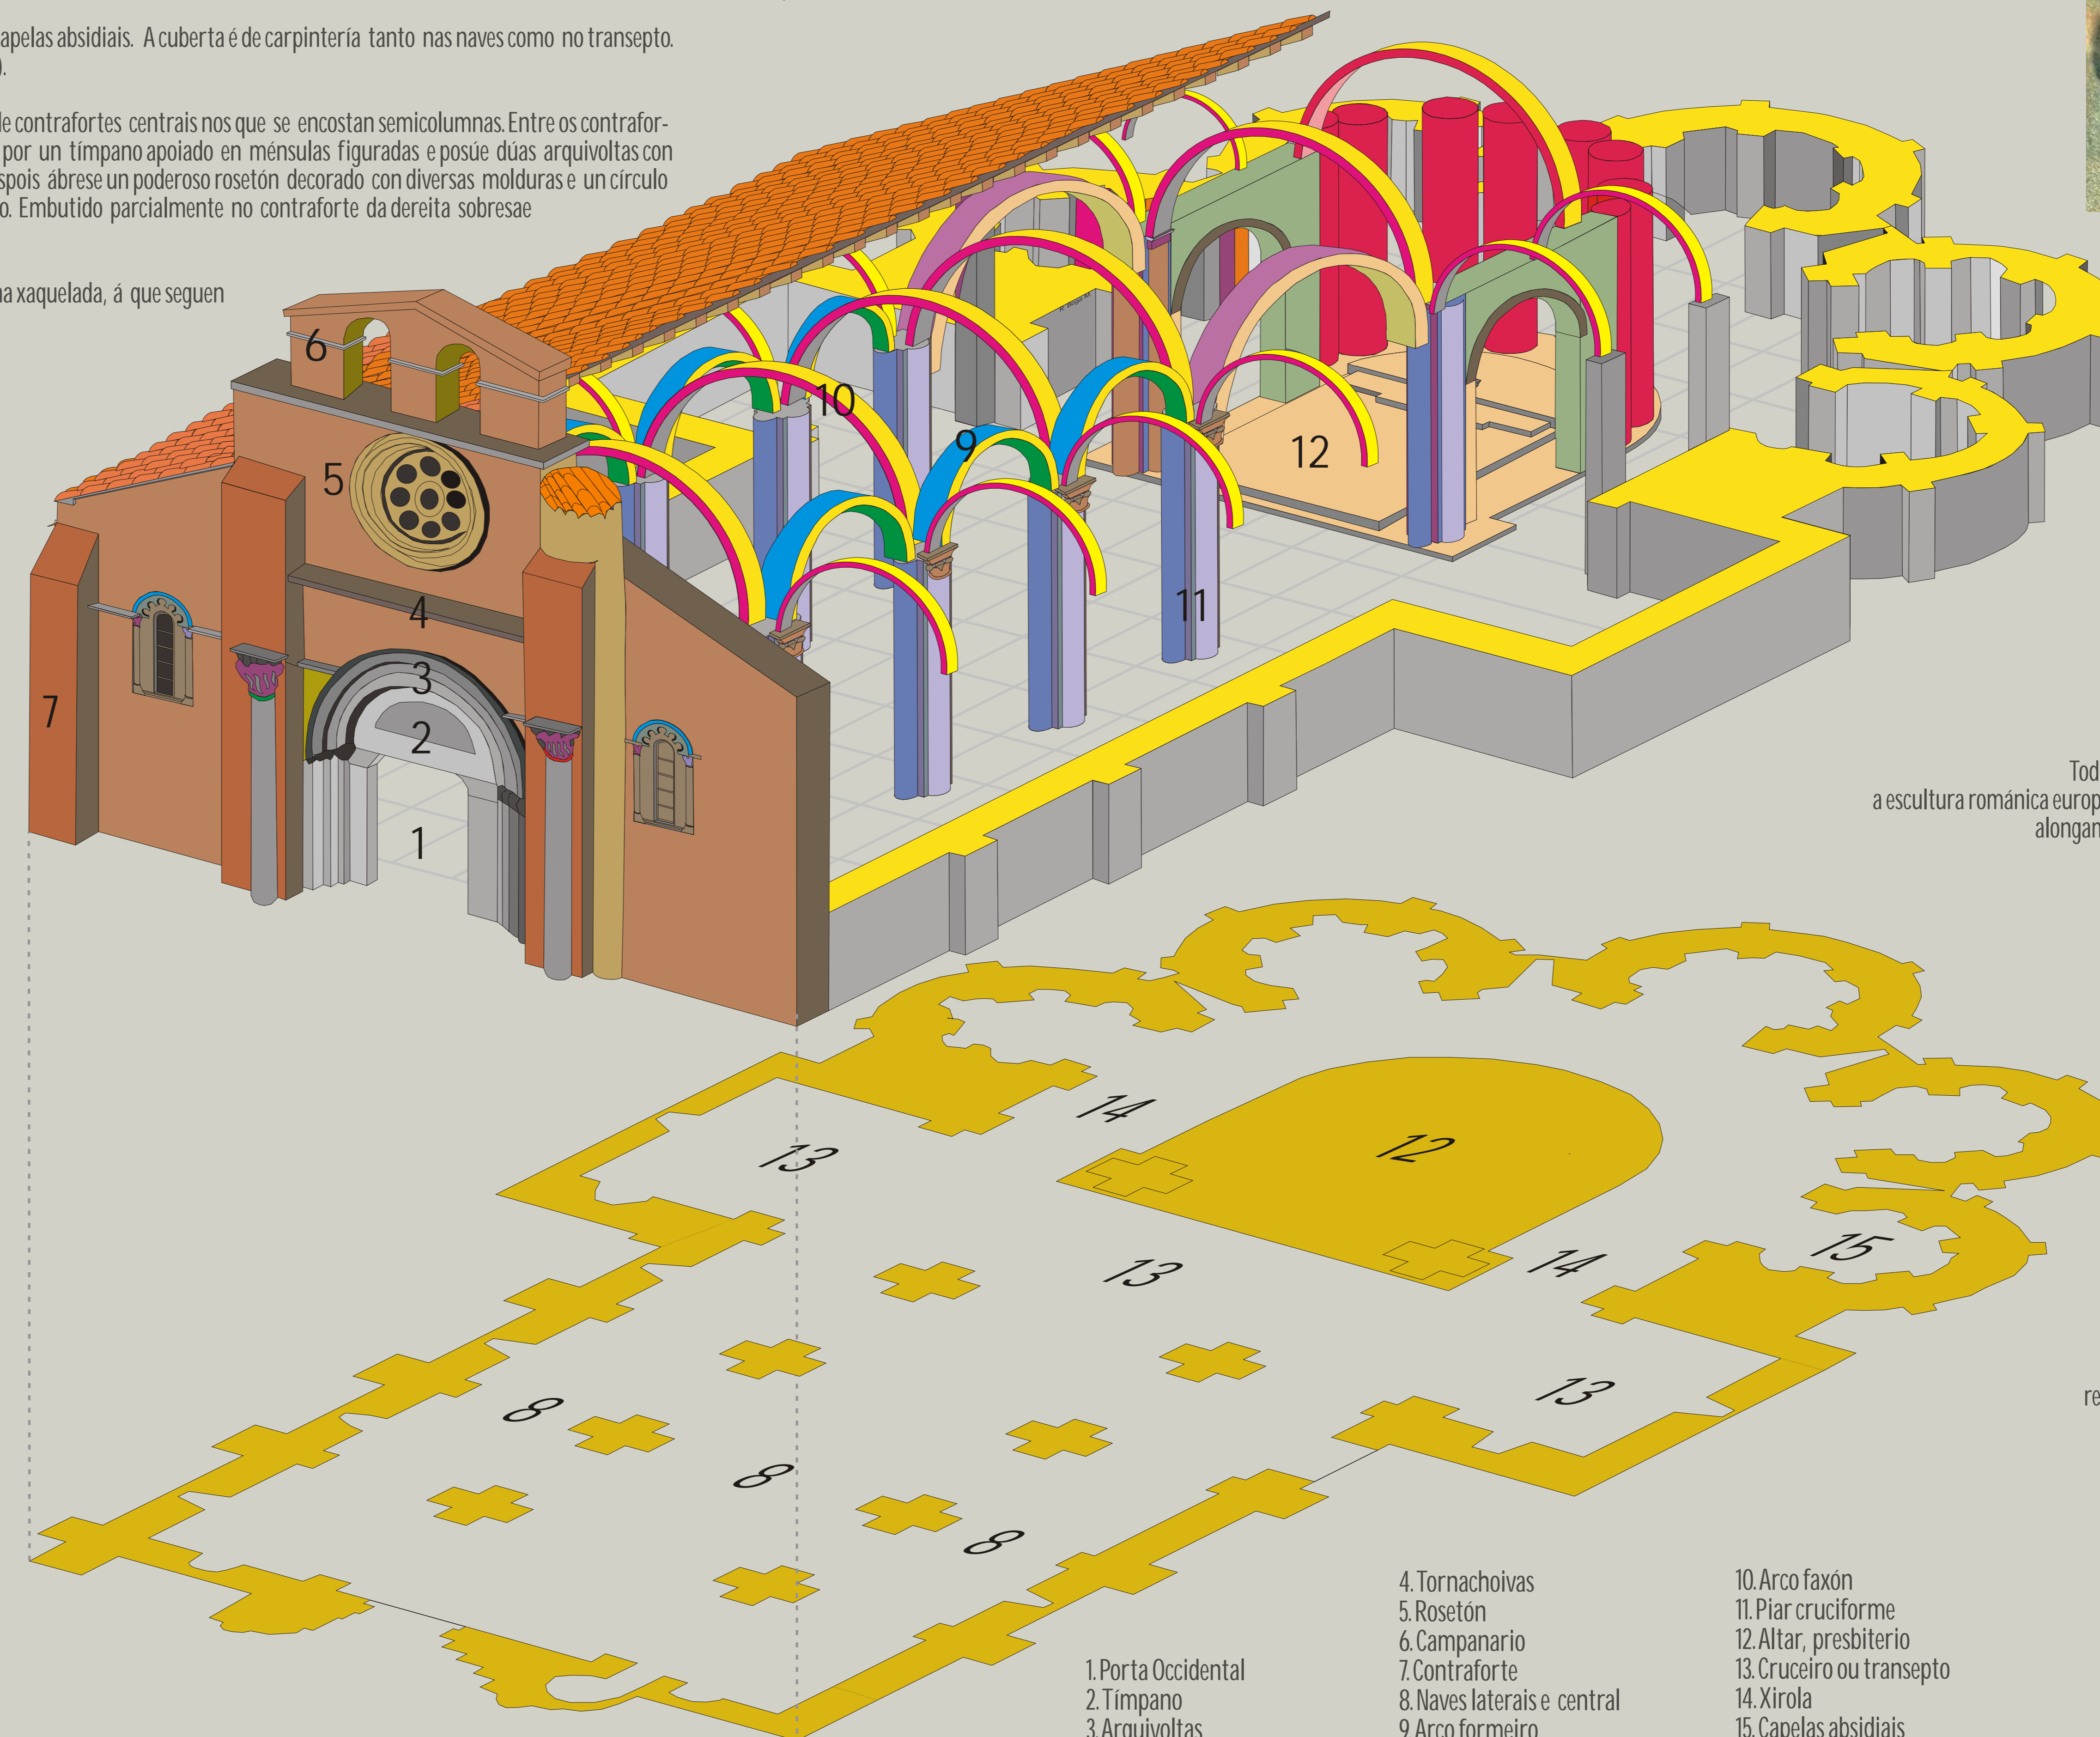 apelas absidiais. A cuberta é de carpintería tanto nas naves como no transepto.
).
de contrafortes centrais nos que se encostan semicolumnas. Entre os contrafor-
por un tímpano apoiado en ménsulas figuradas e posúe dúas arquivoltas con
spois ábrese un poderoso rosetón decorado con diversas molduras e un círculo
o. Embutido parcialmente no contraforte da dereita sobresae
na xaquelada, á que seguen
6
5
4
3
2
1
7
10
9
11
12
Tod
a escultura románica europ
alongan
re
14
13
12
13
14
15
13
8
8
8
1. Porta Occidental
2. Tímpano
3. Arquivoltas
4. Tornachoivas
5. Rosetón
6. Campanario
7. Contraforte
8. Naves laterais e central
9. Arco formeiro
10. Arco faxón
11. Piar cruciforme
12. Altar, presbiterio
13. Cruceiro ou transepto
14. Xirola
15. Capelas absidiais